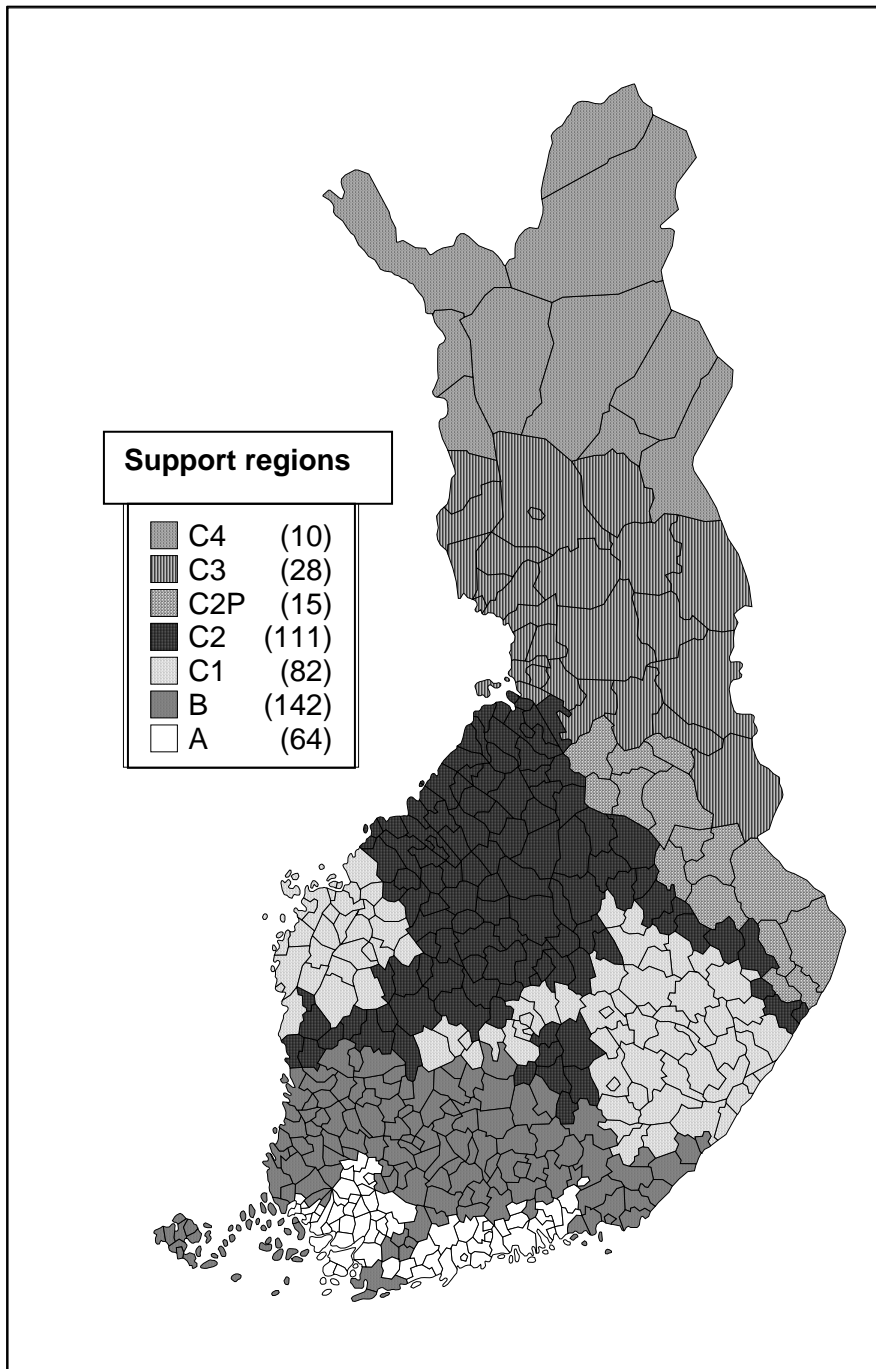 Support regions
C4 (10)
C3 (28)
C2P (15)
C2 (111)
C1 (82)
B (142)
A (64)